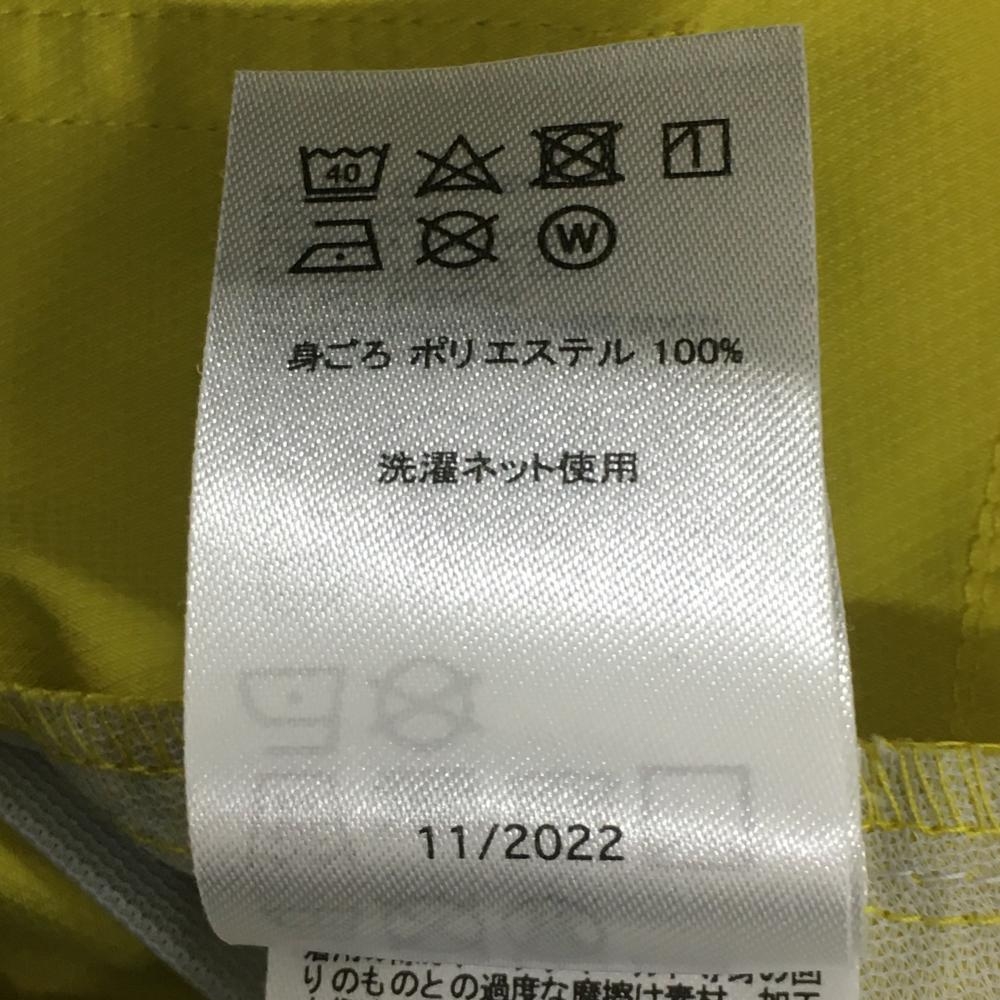 40
W
身ごろ ポリエステル 100%
洗濯ネット使用
11/2022
りのものとの過度な摩擦は素材、加工